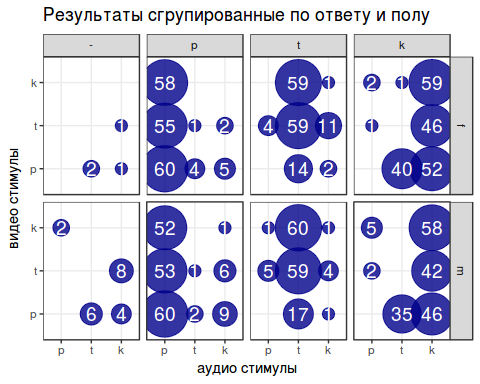 Результаты сгрупированные по ответу и полу
- p t k
k 58 59 1 2 1 59
t 1 55 1 2 4 59 11 1 46
p 2 1 60 4 5 14 2 40 52
f
k 2 52 1 1 60 1 5 58
t 8 53 1 6 5 59 4 2 42
p 6 4 60 2 9 17 1 35 46
m
p t k p t k p t k p t k
аудио стимулы
видео стимулы